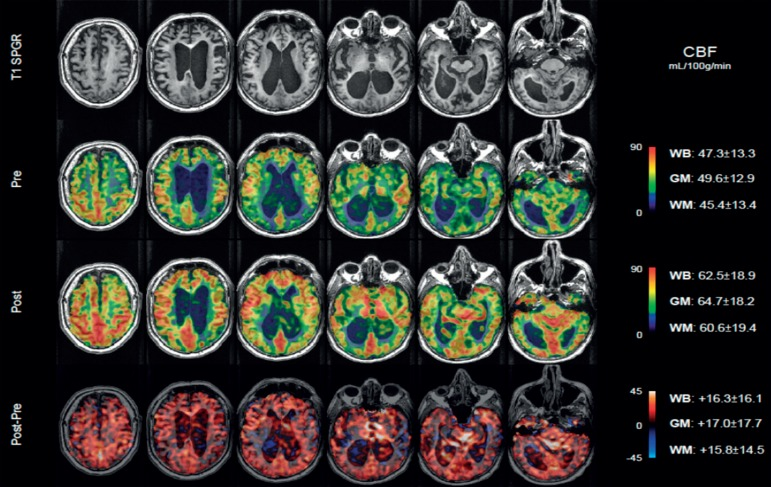 T1 SPGR
CBF
mL/100g/min
Pre
90
0
WB: 47.3±13.3
GM: 49.6±12.9
WM: 45.4±13.4
Post
90
0
WB: 62.5±18.9
GM: 64.7±18.2
WM: 60.6±19.4
Post-Pre
45
-45
WB: +16.3±16.1
GM: +17.0±17.7
WM: +15.8±14.5